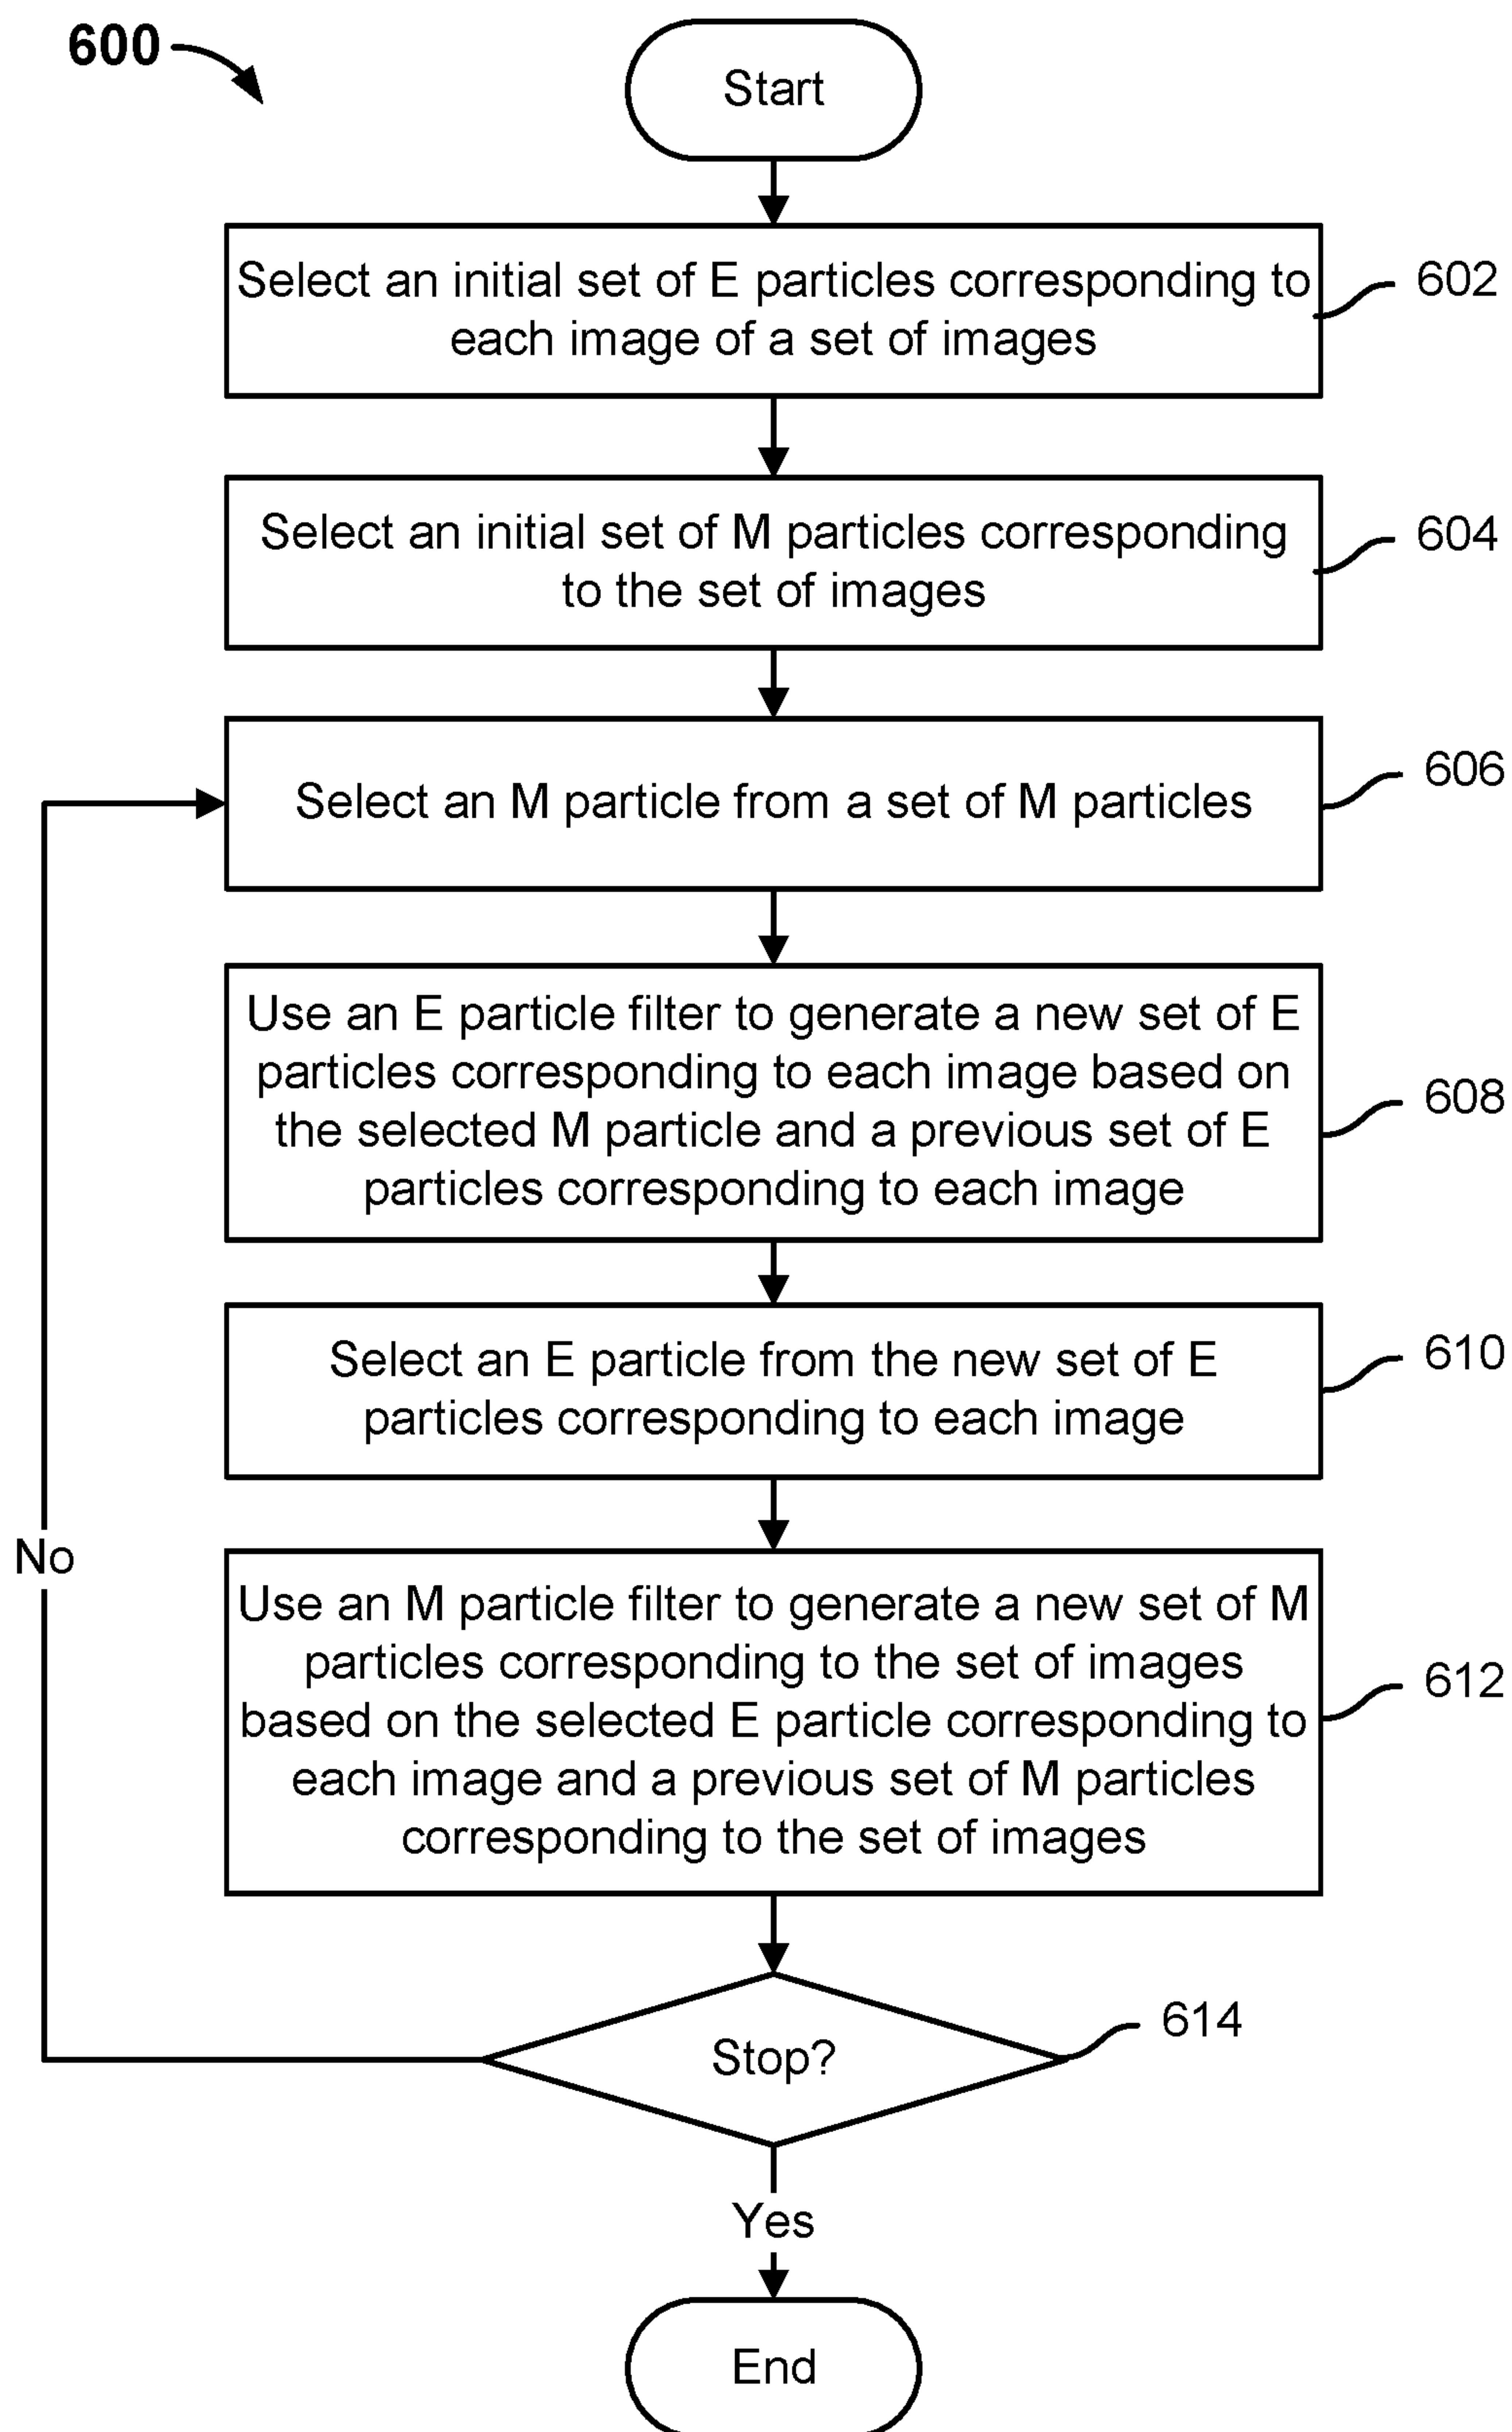 600
Start
Select an initial set of E particles corresponding to
each image of a set of images
602
Select an initial set of M particles corresponding
to the set of images
604
Select an M particle from a set of M particles
606
Use an E particle filter to generate a new set of E
particles corresponding to each image based on
the selected M particle and a previous set of E
particles corresponding to each image
608
Select an E particle from the new set of E
particles corresponding to each image
610
No
Use an M particle filter to generate a new set of M
particles corresponding to the set of images
based on the selected E particle corresponding to
each image and a previous set of M particles
corresponding to the set of images
612
Stop?
614
Yes
End